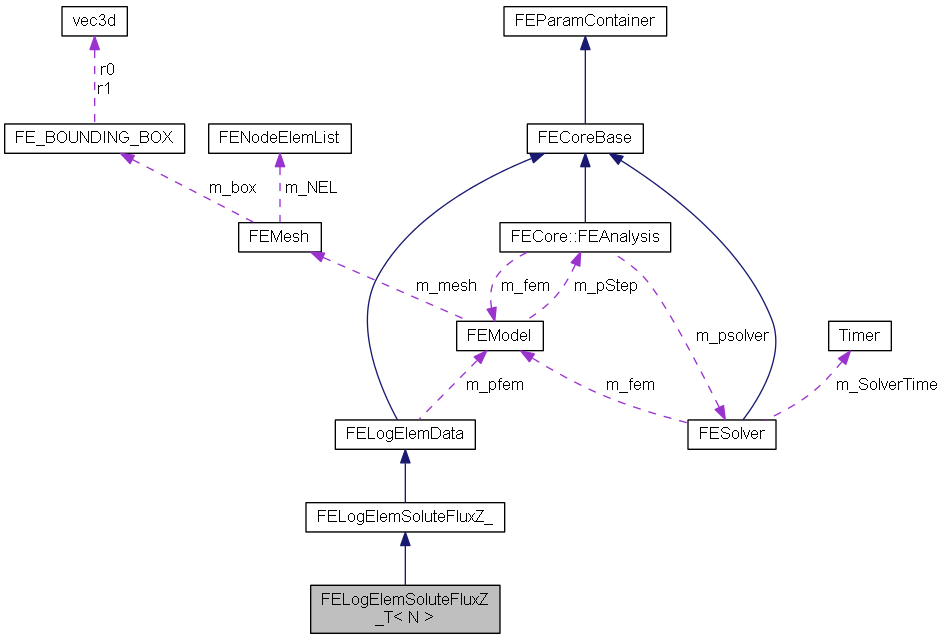 vec3d
FEParamContainer
r0
r1
FE_BOUNDING_BOX
FENodeElemList
FECoreBase
m_box
m_NEL
FEMesh
FECore::FEAnalysis
m_mesh
m_fem
m_pStep
FEModel
m_psolver
Timer
m_pfem
m_fem
m_SolverTime
FELogElemData
FESolver
FELogElemSoluteFluxZ_
FELogElemSoluteFluxZ
_T< N >